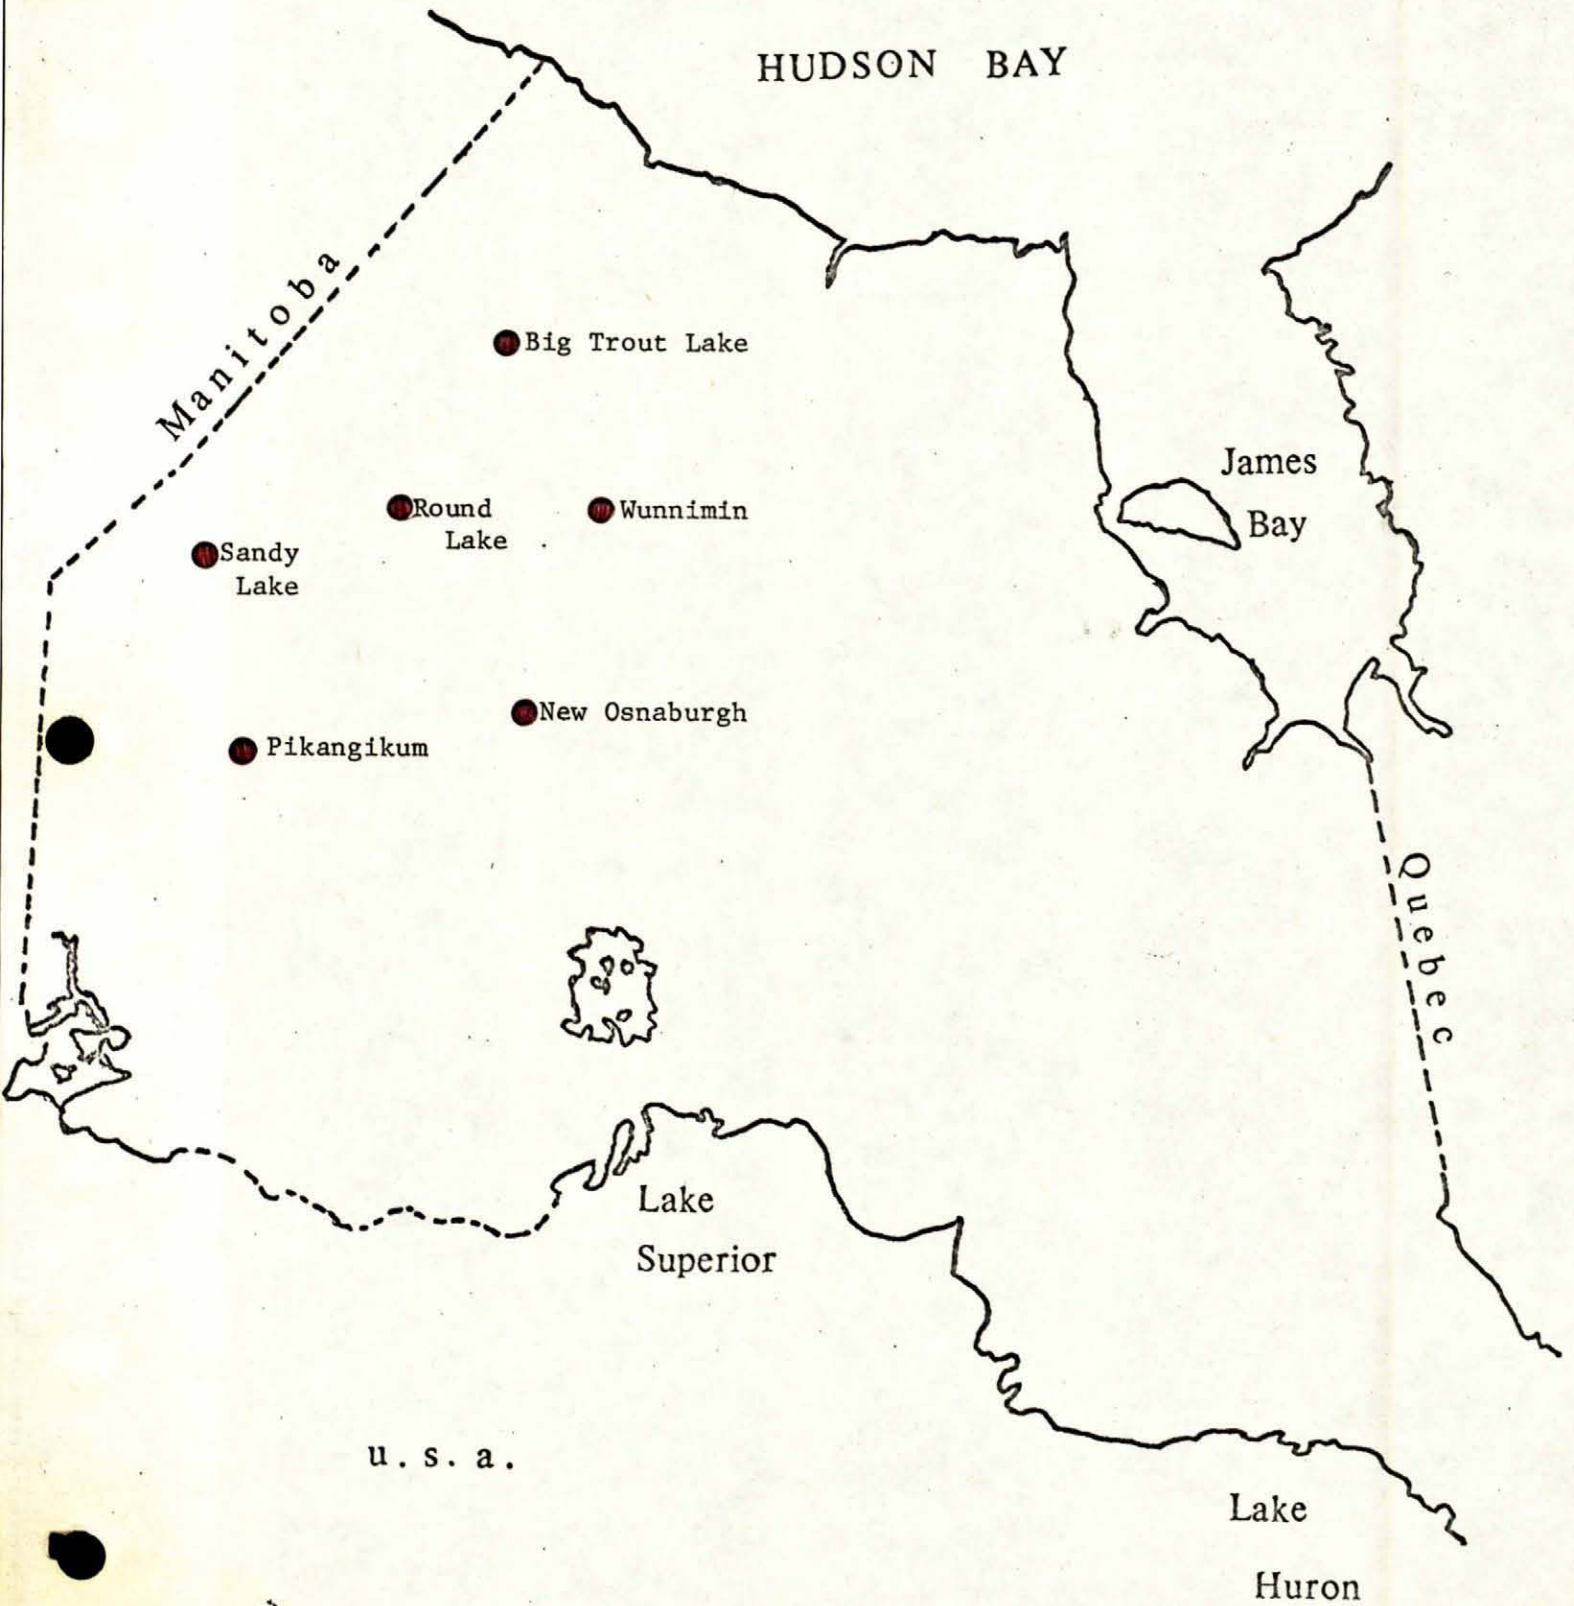 HUDSON BAY
Manitoba
Big Trout Lake
James
Bay
Round
Lake
Wunnimin
Sandy
Lake
New Osnaburgh
Pikangikum
Quebec
Lake
Superior
u.s.a.
Lake
Huron